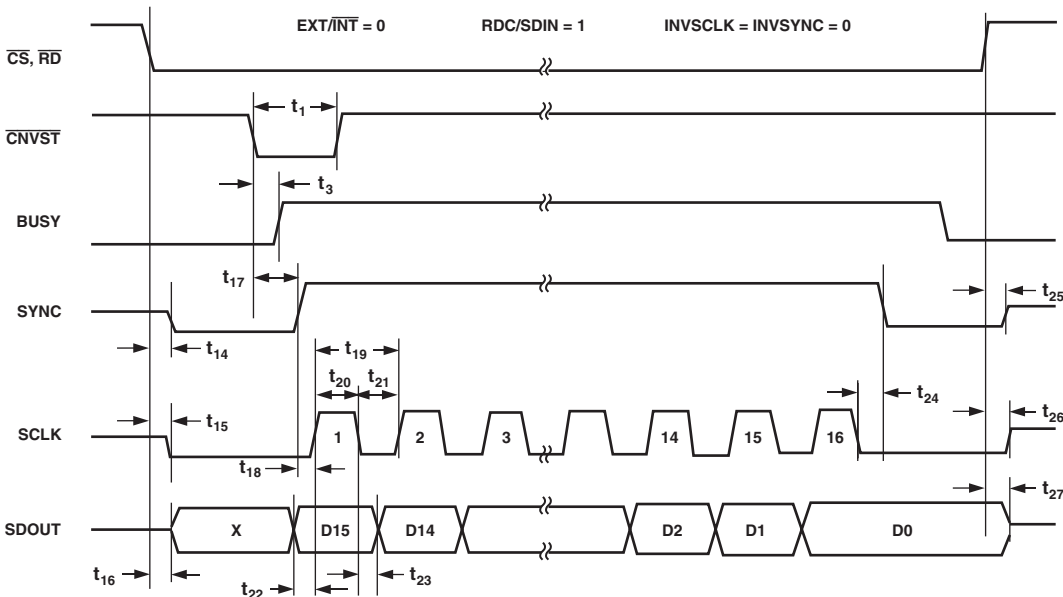 EXT/INT = 0 RDC/SDIN = 1 INVSCLK = INVSYNC = 0
CS, RD
t1
CNVST
t3
BUSY
t17
SYNC
t25
t14
t19
t20 t21
t24
t15
t26
SCLK
1 2 3 14 15 16
t18
t27
SDOUT
X D15 D14 D2 D1 D0
t16
t22
t23